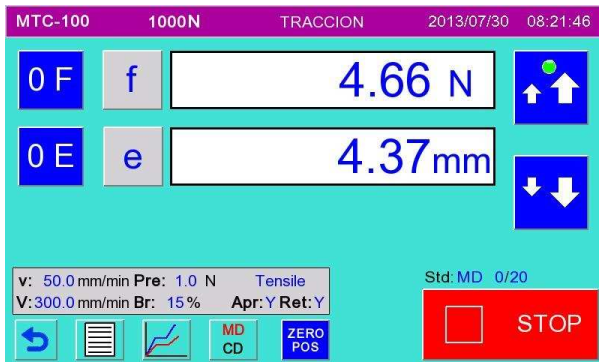 MTC-100 1000N TRACCION 2013/07/30 08:21:46
0 F f 4.66 N
0 E e 4.37mm
v: 50.0 mm/min Pre: 1.0 N Tensile
V:300.0 mm/min Br: 15% Apr:Y Ret:Y
Std: MD 0/20
MD
CD
ZERO
POS
STOP